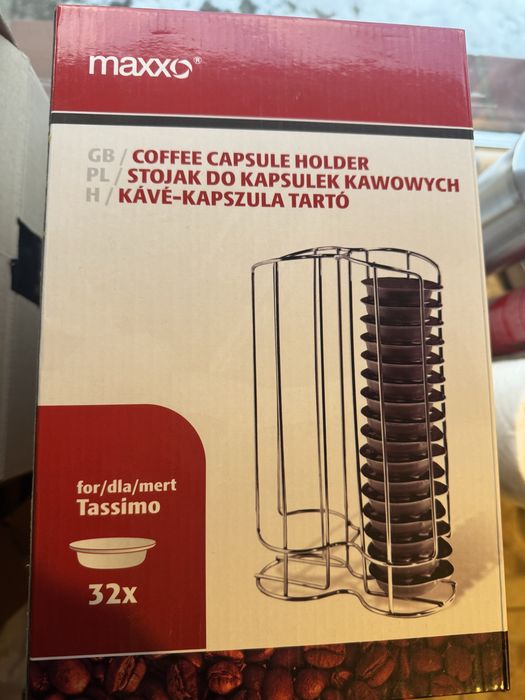 maxxo®
GB / COFFEE CAPSULE HOLDER
PL / STOJAK DO KAPSULEK KAWOWYCH
H / KÁVÉ-KAPSZULA TARTÓ
for/dla/mert
Tassimo
32x